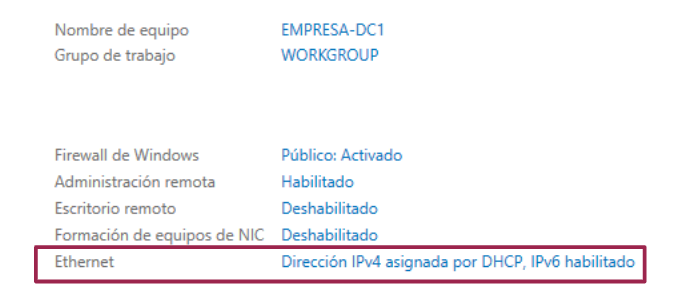 Nombre de equipo EMPRESA-DC1
Grupo de trabajo WORKGROUP
Firewall de Windows Público: Activado
Administración remota Habilitado
Escritorio remoto Deshabilitado
Formación de equipos de NIC Deshabilitado
Ethernet Dirección IPv4 asignada por DHCP, IPv6 habilitado